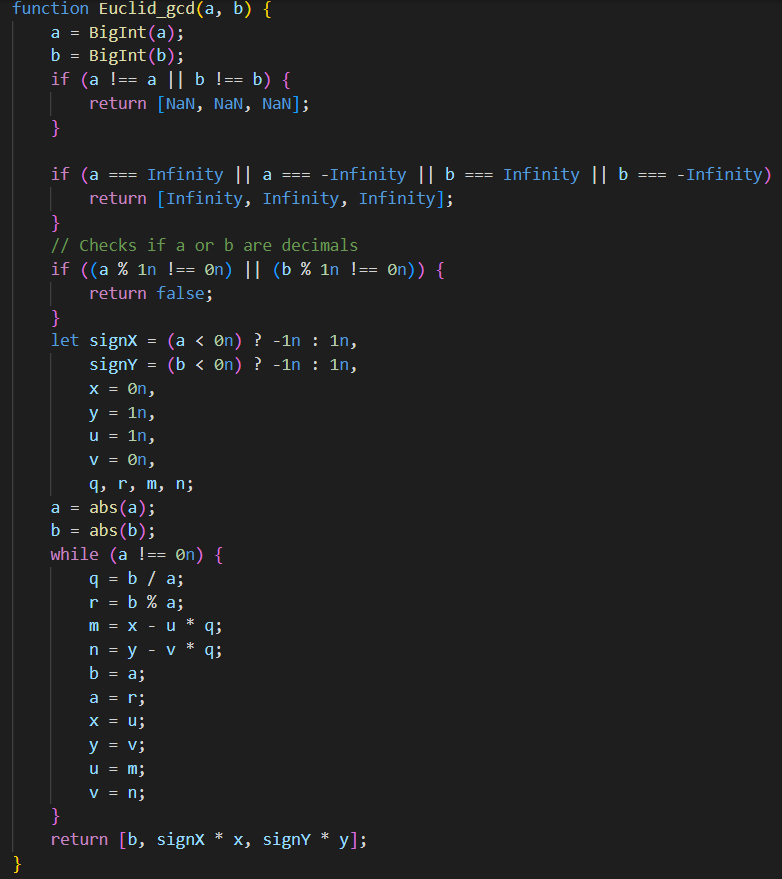 function Euclid_gcd(a, b) {
    a = BigInt(a);
    b = BigInt(b);
    if (a !== a || b !== b) {
        return [NaN, NaN, NaN];
    }

    if (a === Infinity || a === -Infinity || b === Infinity || b === -Infinity)
        return [Infinity, Infinity, Infinity];
    }
    // Checks if a or b are decimals
    if ((a % 1n !== 0n) || (b % 1n !== 0n)) {
        return false;
    }
    let signX = (a < 0n) ? -1n : 1n,
        signY = (b < 0n) ? -1n : 1n,
        x = 0n,
        y = 1n,
        u = 1n,
        v = 0n,
        q, r, m, n;
    a = abs(a);
    b = abs(b);
    while (a !== 0n) {
        q = b / a;
        r = b % a;
        m = x - u * q;
        n = y - v * q;
        b = a;
        a = r;
        x = u;
        y = v;
        u = m;
        v = n;
    }
    return [b, signX * x, signY * y];
}